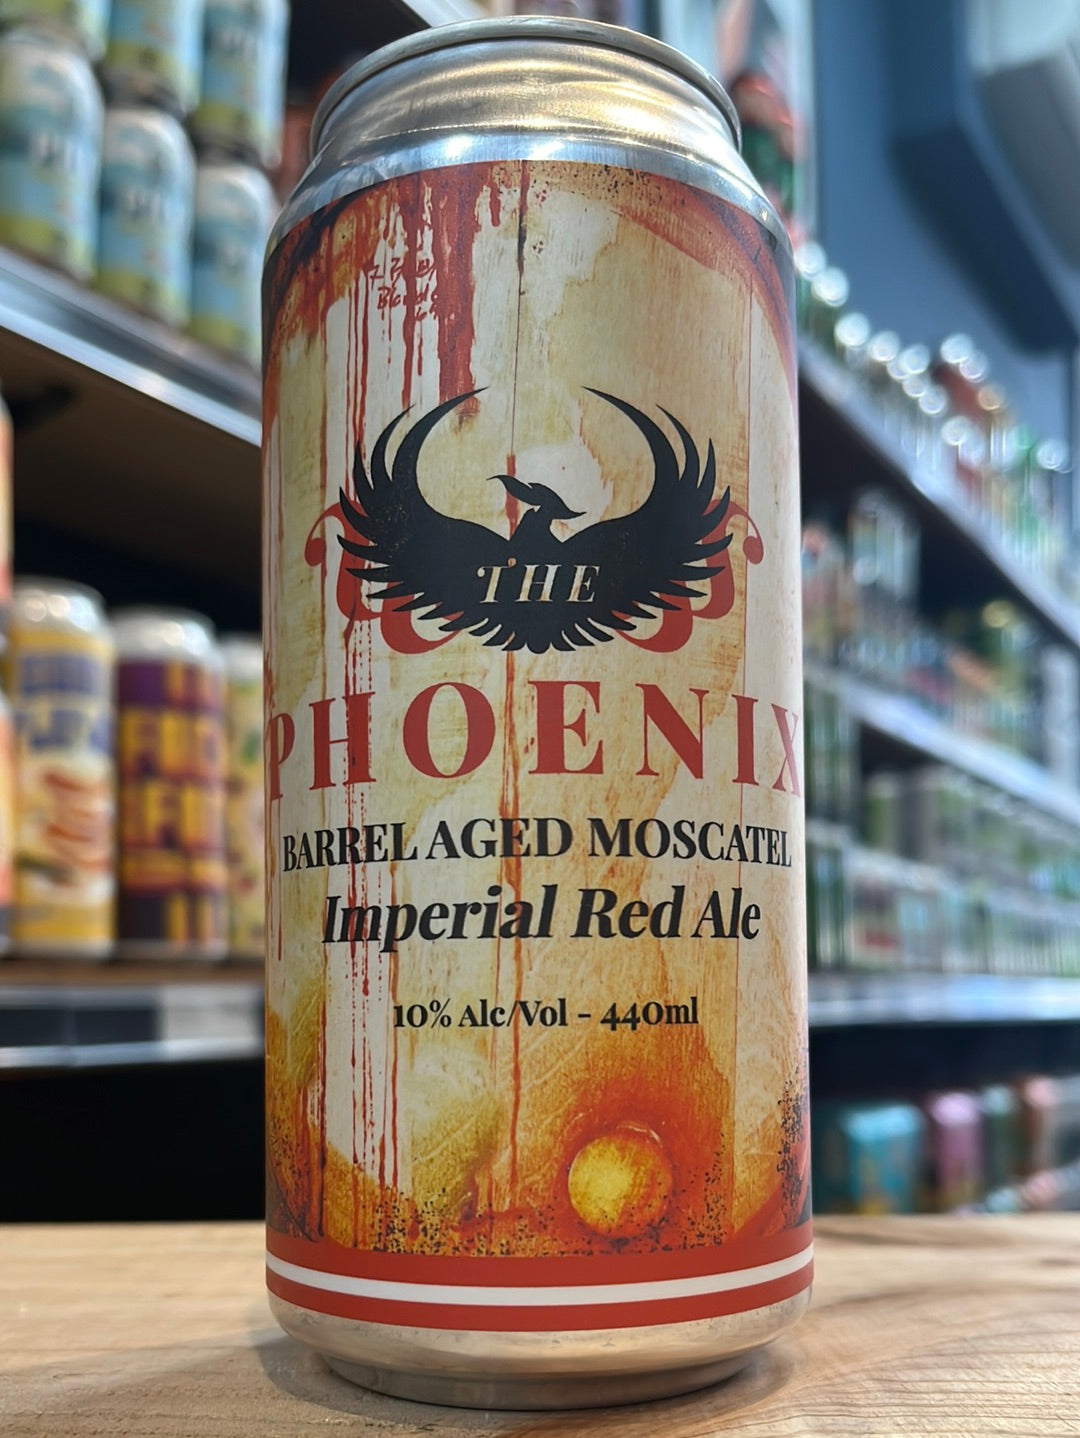 THE
PHOENIX
BARREL AGED MOSCATEL
Imperial Red Ale
10% Alc/Vol - 440ml